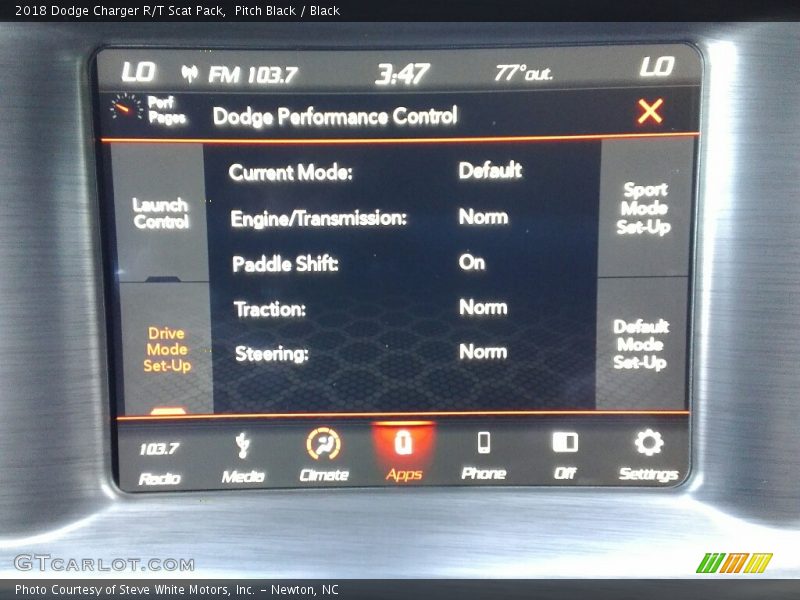 2018 Dodge Charger R/T Scat Pack,  Pitch Black / Black
LO FM 103.7 3:47 77°out. LO
Perf Pages
Dodge Performance Control
Launch Control
Drive Mode Set-Up
Current Mode: Default
Engine/Transmission: Norm
Paddle Shift: On
Traction: Norm
Steering: Norm
Sport Mode Set-Up
Default Mode Set-Up
103.7
Radio Media Climate Apps Phone Off Settings
GTCARLOT.COM
Photo Courtesy of Steve White Motors, Inc. – Newton, NC